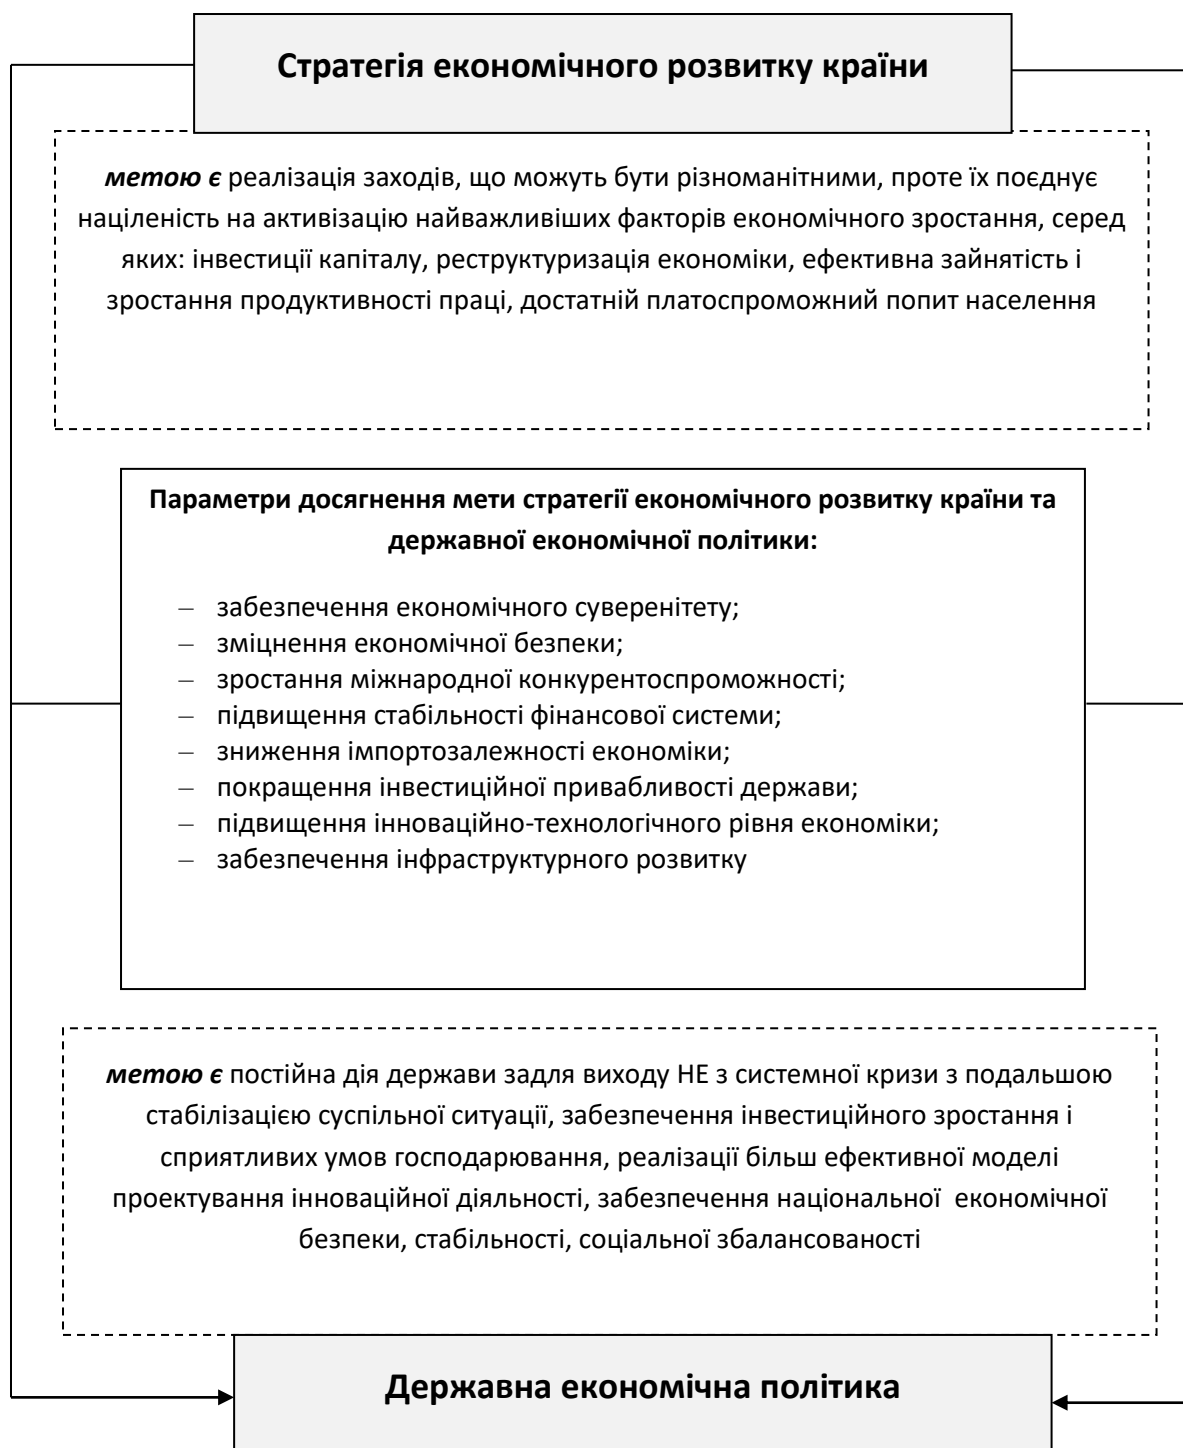 Стратегія економічного розвитку країни
метою є реалізація заходів, що можуть бути різноманітними, проте їх поєднує
націленість на активізацію найважливіших факторів економічного зростання, серед
яких: інвестиції капіталу, реструктуризація економіки, ефективна зайнятість і
зростання продуктивності праці, достатній платоспроможний попит населення
Параметри досягнення мети стратегії економічного розвитку країни та
державної економічної політики:
– забезпечення економічного суверенітету;
– зміцнення економічної безпеки;
– зростання міжнародної конкурентоспроможності;
– підвищення стабільності фінансової системи;
– зниження імпортозалежності економіки;
– покращення інвестиційної привабливості держави;
– підвищення інноваційно-технологічного рівня економіки;
– забезпечення інфраструктурного розвитку
метою є постійна дія держави задля виходу НЕ з системної кризи з подальшою
стабілізацією суспільної ситуації, забезпечення інвестиційного зростання і
сприятливих умов господарювання, реалізації більш ефективної моделі
проектування інноваційної діяльності, забезпечення національної економічної
безпеки, стабільності, соціальної збалансованості
Державна економічна політика